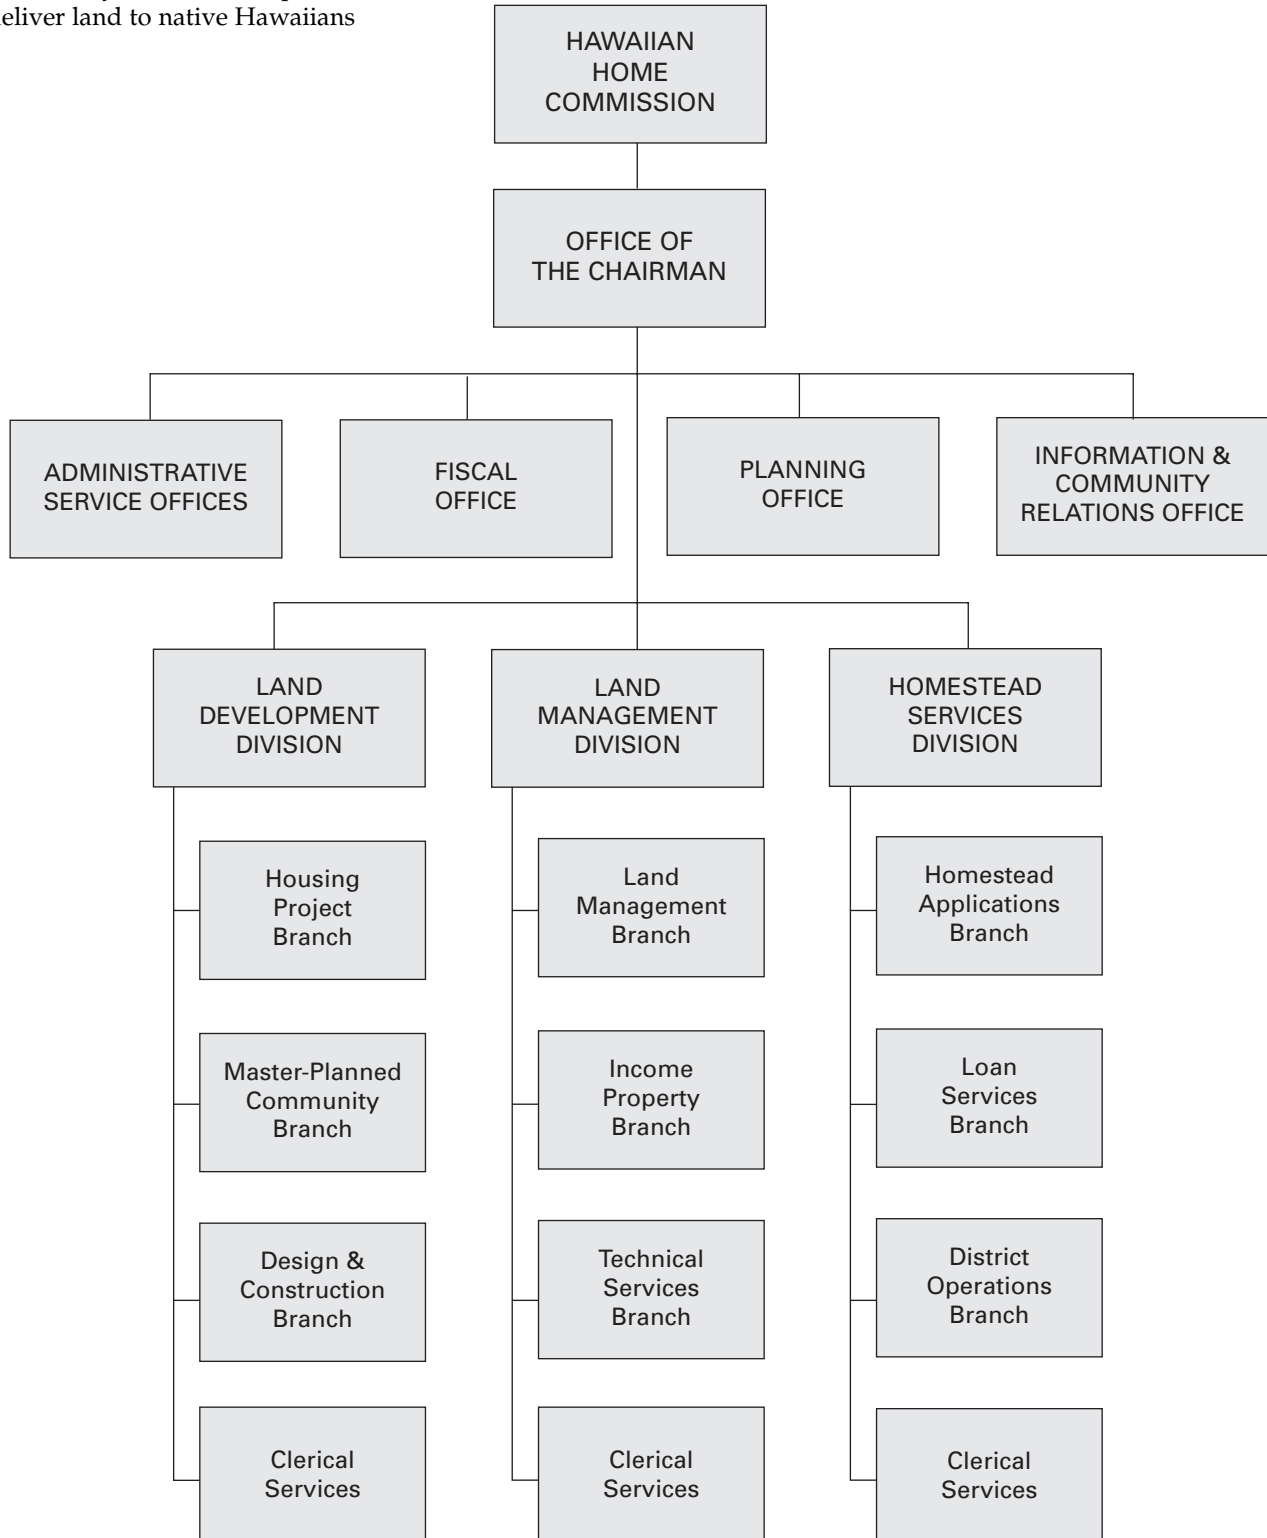 deliver land to native Hawaiians
HAWAIIAN
HOME
COMMISSION
OFFICE OF
THE CHAIRMAN
ADMINISTRATIVE
SERVICE OFFICES
FISCAL
OFFICE
PLANNING
OFFICE
INFORMATION &
COMMUNITY
RELATIONS OFFICE
LAND
DEVELOPMENT
DIVISION
LAND
MANAGEMENT
DIVISION
HOMESTEAD
SERVICES
DIVISION
Housing
Project
Branch
Land
Management
Branch
Homestead
Applications
Branch
Master-Planned
Community
Branch
Income
Property
Branch
Loan
Services
Branch
Design &
Construction
Branch
Technical
Services
Branch
District
Operations
Branch
Clerical
Services
Clerical
Services
Clerical
Services